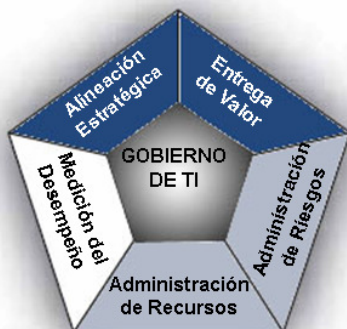 Alineación
Estratégica
Entrega
de Valor
GOBIERNO
DE TI
Medición del
Desempeño
Administración
de Riesgos
Administración
de Recursos